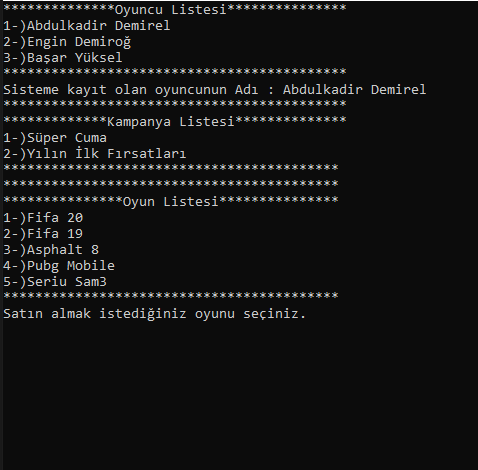 **************Oyuncu Listesi***************
1-)Abdulkadir Demirel
2-)Engin Demiroğ
3-)Başar Yüksel
*******************************************
Sisteme kayıt olan oyuncunun Adı : Abdulkadir Demirel
*******************************************
*************Kampanya Listesi**************
1-)Süper Cuma
2-)Yılın İlk Fırsatları
******************************************
******************************************
***************Oyun Listesi***************
1-)Fifa 20
2-)Fifa 19
3-)Asphalt 8
4-)Pubg Mobile
5-)Seriu Sam3
******************************************
Satın almak istediğiniz oyunu seçiniz.